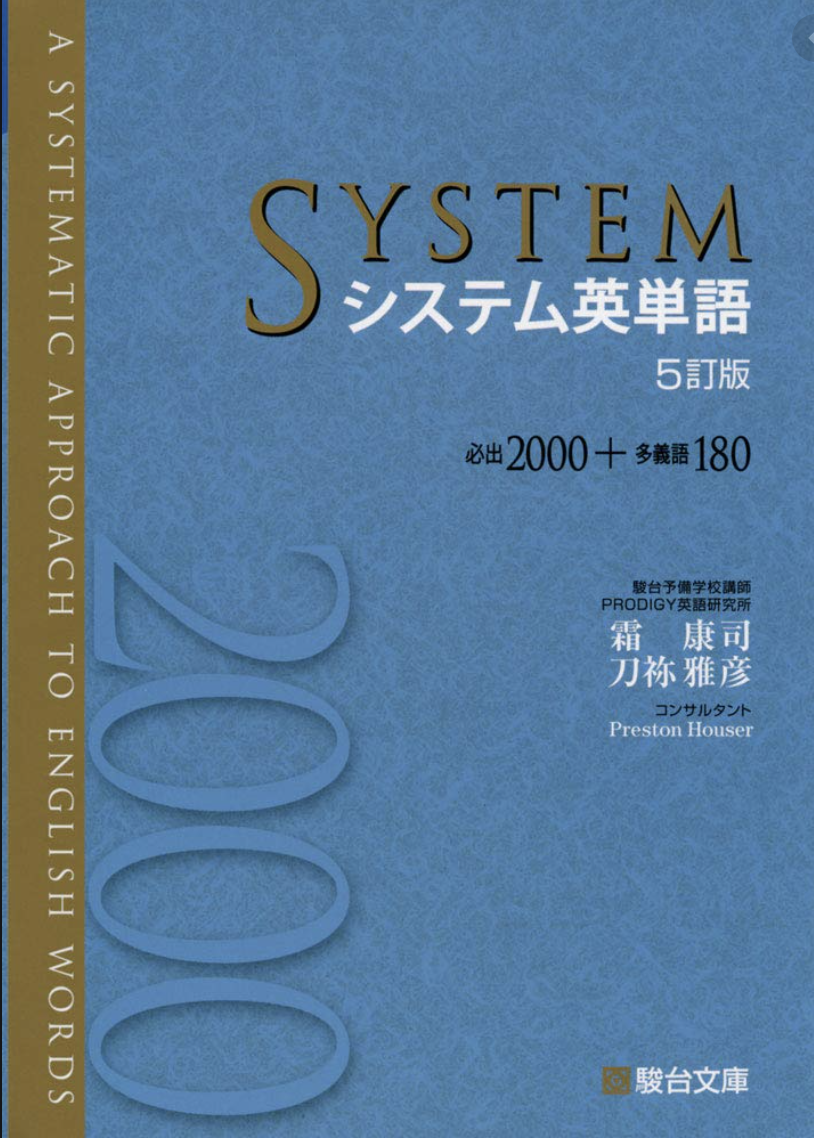 A SYSTEMATIC APPROACH TO ENGLISH WORDS
SYSTEM
システム英単語
5訂版
必出2000+多義語180
2000
駿台予備学校講師
PRODIGY英語研究所
霜 康司
刀祢 雅彦
コンサルタント
Preston Houser
駿台文庫